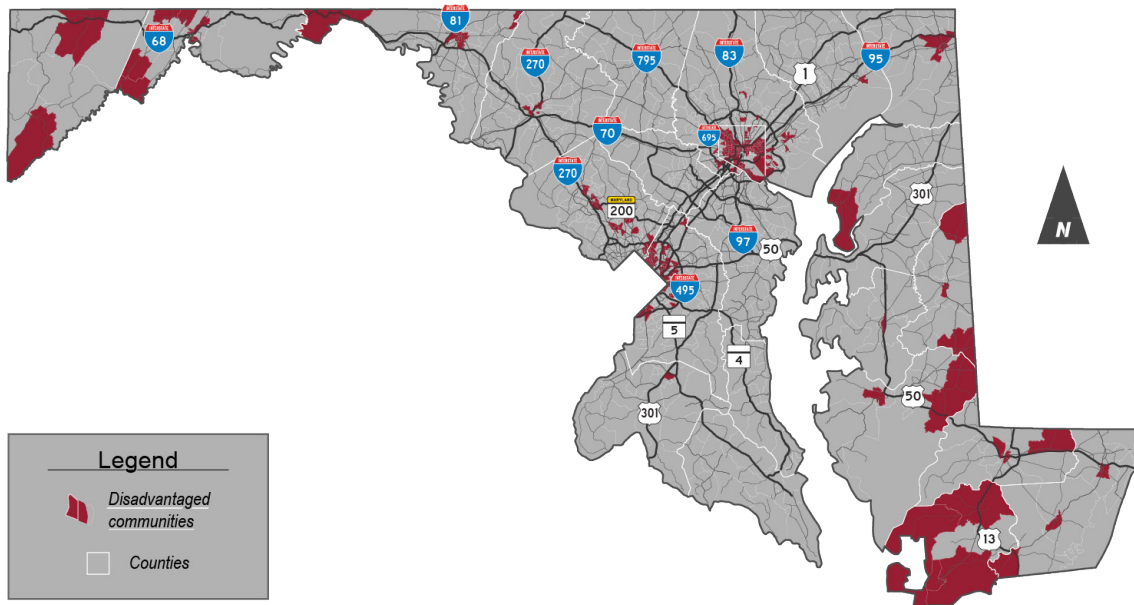 INTERSTATE
68
INTERSTATE
81
INTERSTATE
270
INTERSTATE
795
INTERSTATE
83
1
INTERSTATE
95
INTERSTATE
70
INTERSTATE
695
INTERSTATE
270
MARYLAND
200
301
INTERSTATE
97
50
INTERSTATE
495
5
4
301
50
13
N
Legend
Disadvantaged
communities
Counties